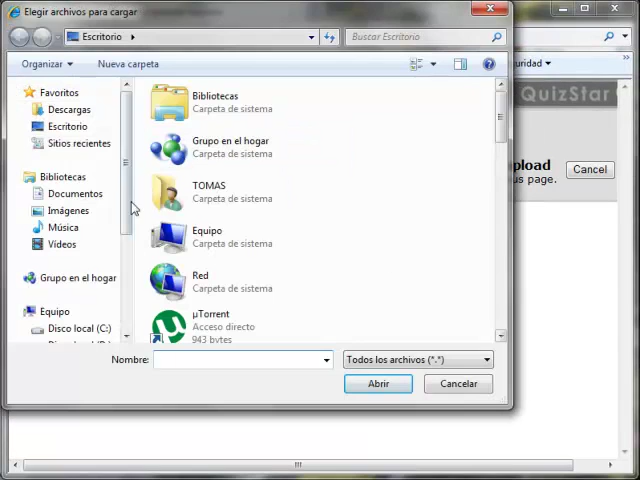 Elegir archivos para cargar
Escritorio
Buscar Escritorio
Organizar
Nueva carpeta
Favoritos
Descargas
Escritorio
Sitios recientes
Bibliotecas
Documentos
Imágenes
Música
Vídeos
Grupo en el hogar
Equipo
Disco local (C:)
Bibliotecas
Carpeta de sistema
Grupo en el hogar
Carpeta de sistema
TOMAS
Carpeta de sistema
Equipo
Carpeta de sistema
Red
Carpeta de sistema
µTorrent
Acceso directo
943 bytes
Nombre:
Todos los archivos (*.*)
Abrir
Cancelar
guridad
QuizStar
pload
Cancel
us page.